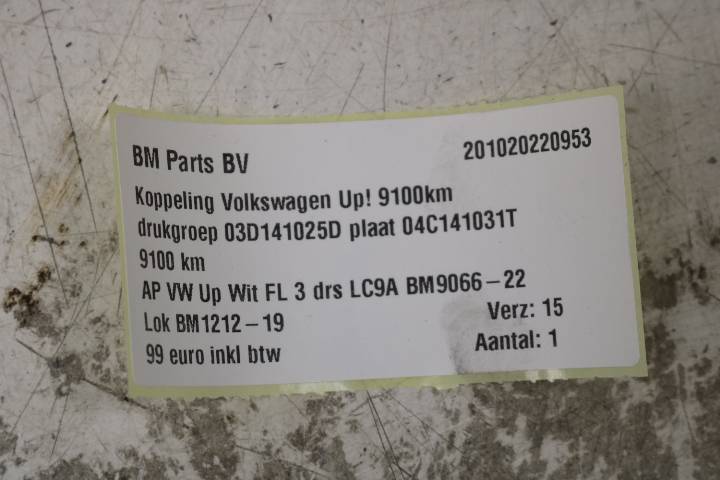 BM Parts BV 201020220953
Koppeling Volkswagen Up! 9100km
drukgroep 03D141025D plaat 04C141031T
9100 km
AP VW Up Wit FL 3 drs LC9A BM9066-22
Lok BM1212-19 Verz: 15
99 euro inkl btw Aantal: 1